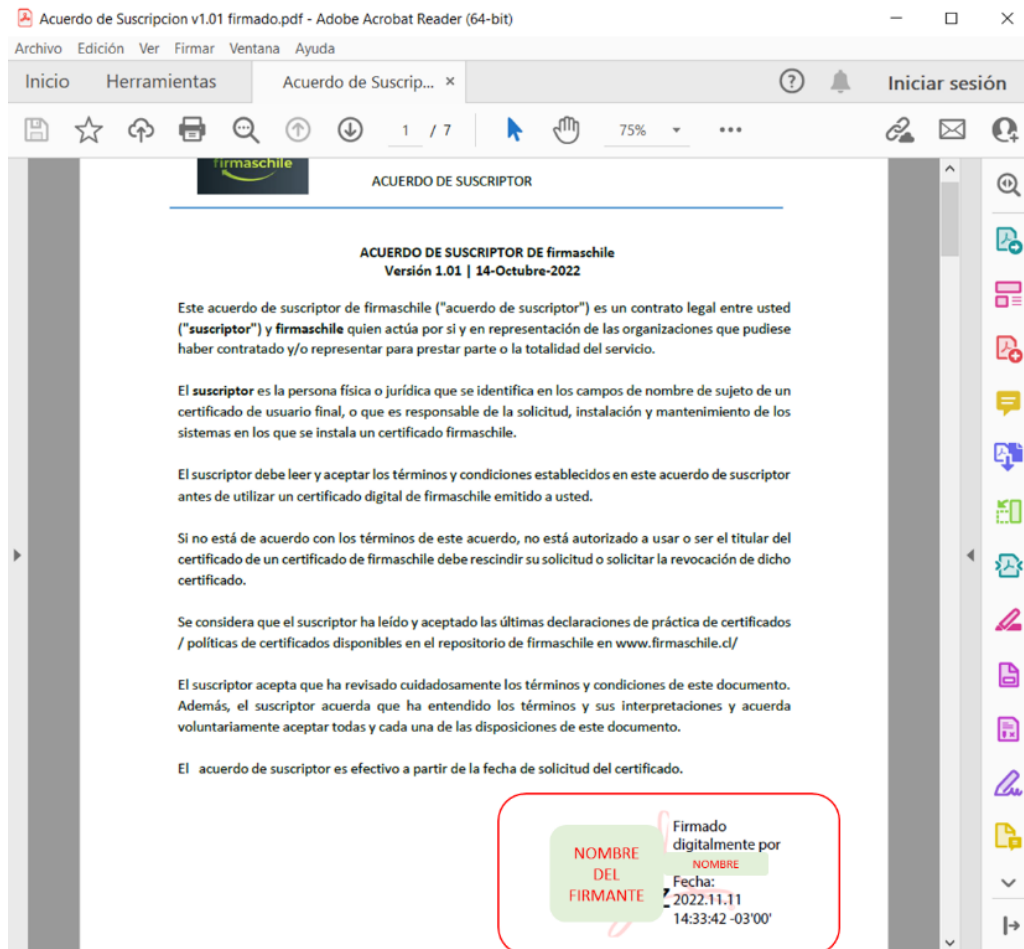 Acuerdo de Suscripcion v1.01 firmado.pdf - Adobe Acrobat Reader (64-bit)
Archivo Edición Ver Firmar Ventana Ayuda
Inicio Herramientas Acuerdo de Suscrip... × Iniciar sesión
1 / 7 75%
firmaschile
ACUERDO DE SUSCRIPTOR
ACUERDO DE SUSCRIPTOR DE firmaschile
Versión 1.01 | 14-Octubre-2022
Este acuerdo de suscriptor de firmaschile ("acuerdo de suscriptor") es un contrato legal entre usted
("suscriptor") y firmaschile quien actúa por si y en representación de las organizaciones que pudiese
haber contratado y/o representar para prestar parte o la totalidad del servicio.
El suscriptor es la persona física o jurídica que se identifica en los campos de nombre de sujeto de un
certificado de usuario final, o que es responsable de la solicitud, instalación y mantenimiento de los
sistemas en los que se instala un certificado firmaschile.
El suscriptor debe leer y aceptar los términos y condiciones establecidos en este acuerdo de suscriptor
antes de utilizar un certificado digital de firmaschile emitido a usted.
Si no está de acuerdo con los términos de este acuerdo, no está autorizado a usar o ser el titular del
certificado de un certificado de firmaschile debe rescindir su solicitud o solicitar la revocación de dicho
certificado.
Se considera que el suscriptor ha leído y aceptado las últimas declaraciones de práctica de certificados
/ políticas de certificados disponibles en el repositorio de firmaschile en www.firmaschile.cl/
El suscriptor acepta que ha revisado cuidadosamente los términos y condiciones de este documento.
Además, el suscriptor acuerda que ha entendido los términos y sus interpretaciones y acuerda
voluntariamente aceptar todas y cada una de las disposiciones de este documento.
El acuerdo de suscriptor es efectivo a partir de la fecha de solicitud del certificado.
NOMBRE
DEL
FIRMANTE
Firmado
digitalmente por
NOMBRE
Fecha:
2022.11.11
14:33:42 -03'00'